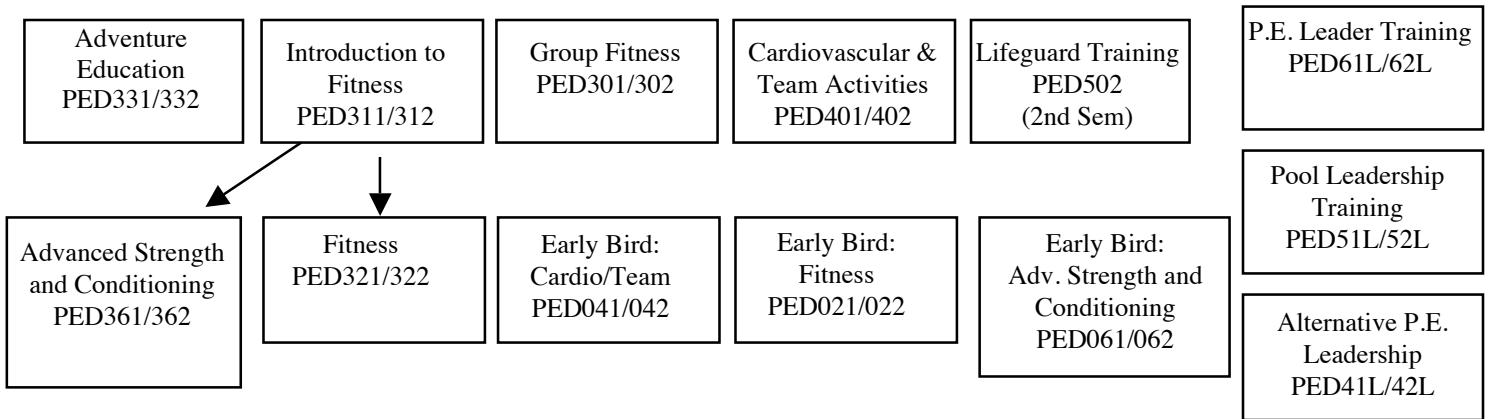 Adventure
Education
PED331/332
Introduction to
Fitness
PED311/312
Group Fitness
PED301/302
Cardiovascular &
Team Activities
PED401/402
Lifeguard Training
PED502
(2nd Sem)
P.E. Leader Training
PED61L/62L
Pool Leadership
Training
PED51L/52L
Advanced Strength
and Conditioning
PED361/362
Fitness
PED321/322
Early Bird:
Cardio/Team
PED041/042
Early Bird:
Fitness
PED021/022
Early Bird:
Adv. Strength and
Conditioning
PED061/062
Alternative P.E.
Leadership
PED41L/42L